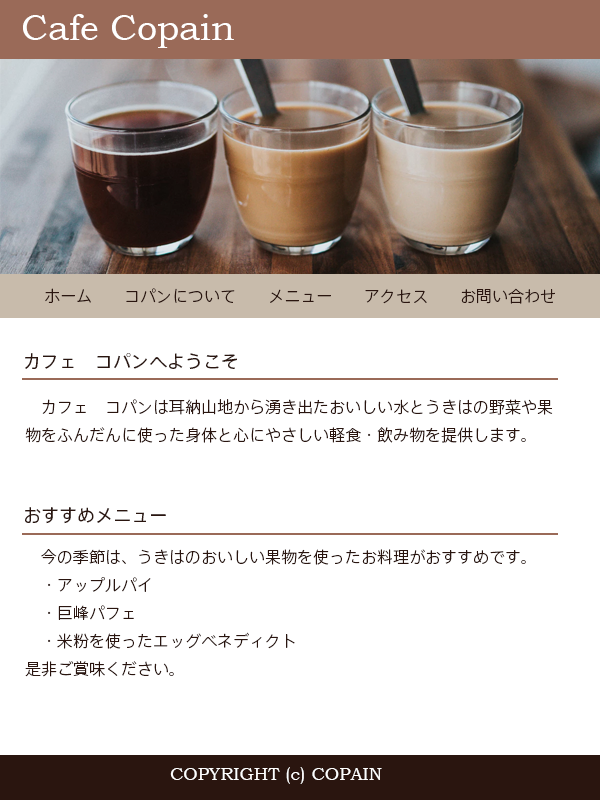 Cafe Copain
ホーム　コパンについて　メニュー　アクセス　お問い合わせ
カフェ　コパンへようこそ
　カフェ　コパンは耳納山地から湧き出たおいしい水とうきはの野菜や果
物をふんだんに使った身体と心にやさしい軽食・飲み物を提供します。
おすすめメニュー
　今の季節は、うきはのおいしい果物を使ったお料理がおすすめです。
　・アップルパイ
　・巨峰パフェ
　・米粉を使ったエッグベネディクト
是非ご賞味ください。
COPYRIGHT (c) COPAIN